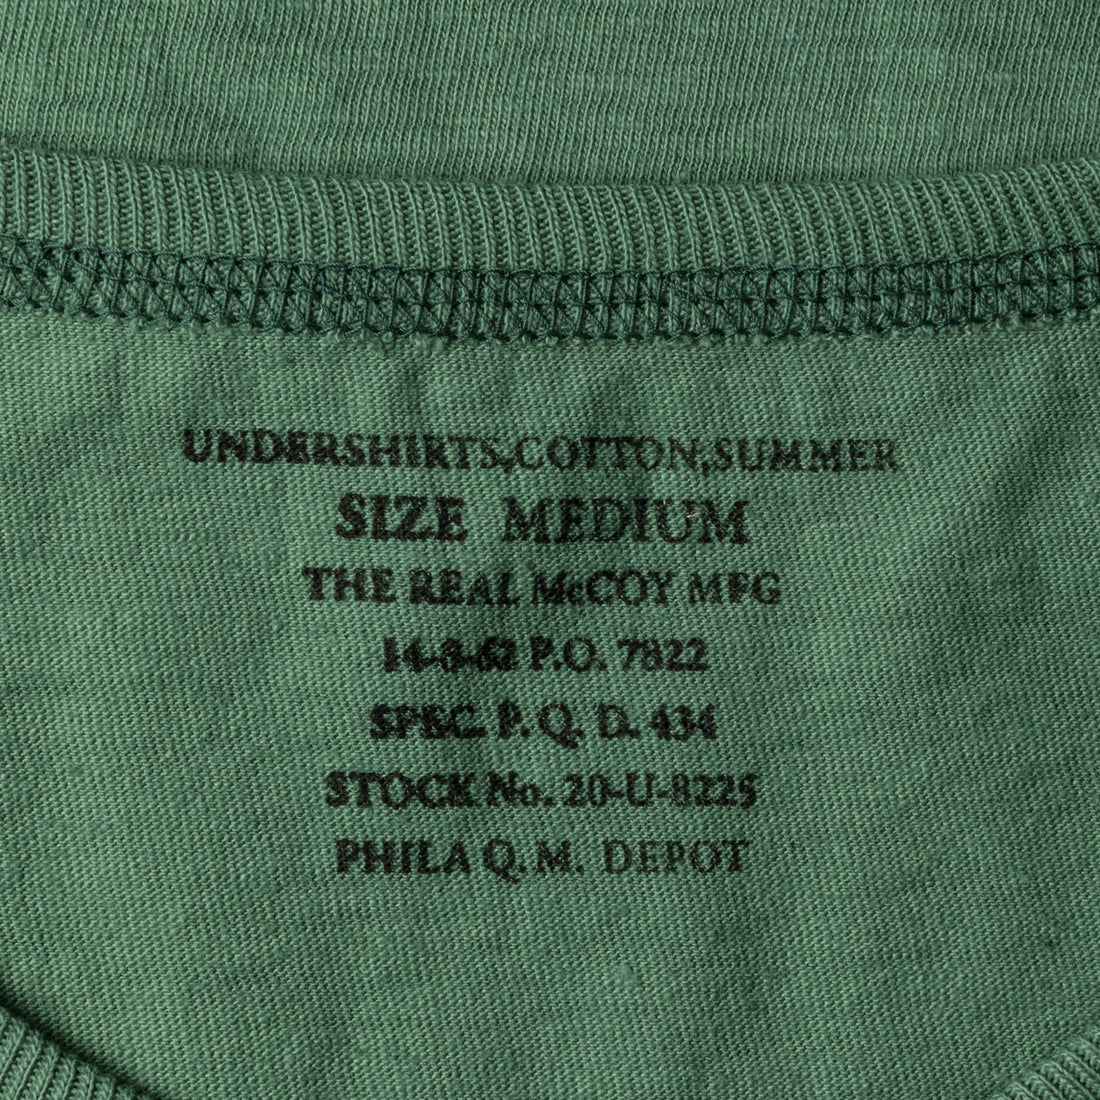 UNDERSHIRTS,COTTON,SUMMER
SIZE MEDIUM
THE REAL McCOY MFG
14-8-62 P.O. 7822
SPEC. P. Q. D. 434
STOCK No. 20-U-8225
PHILA Q.M. DEPOT